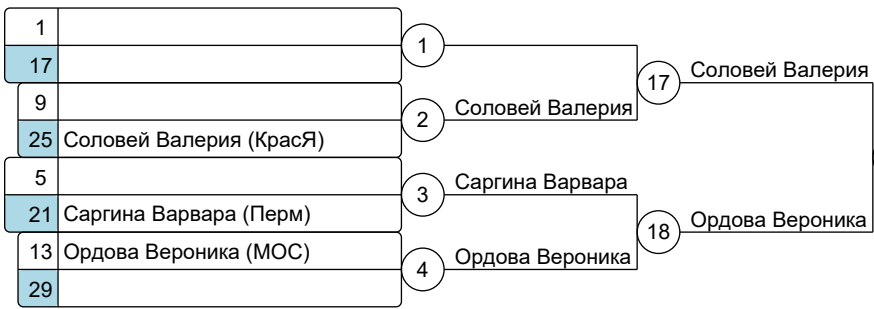 1
17
9
25 Соловей Валерия (КрасЯ)
5
21 Саргина Варвара (Перм)
13 Ордова Вероника (МОС)
29
1
2
3
4
Соловей Валерия
Саргина Варвара
Ордова Вероника
17
18
Соловей Валерия
Ордова Вероника